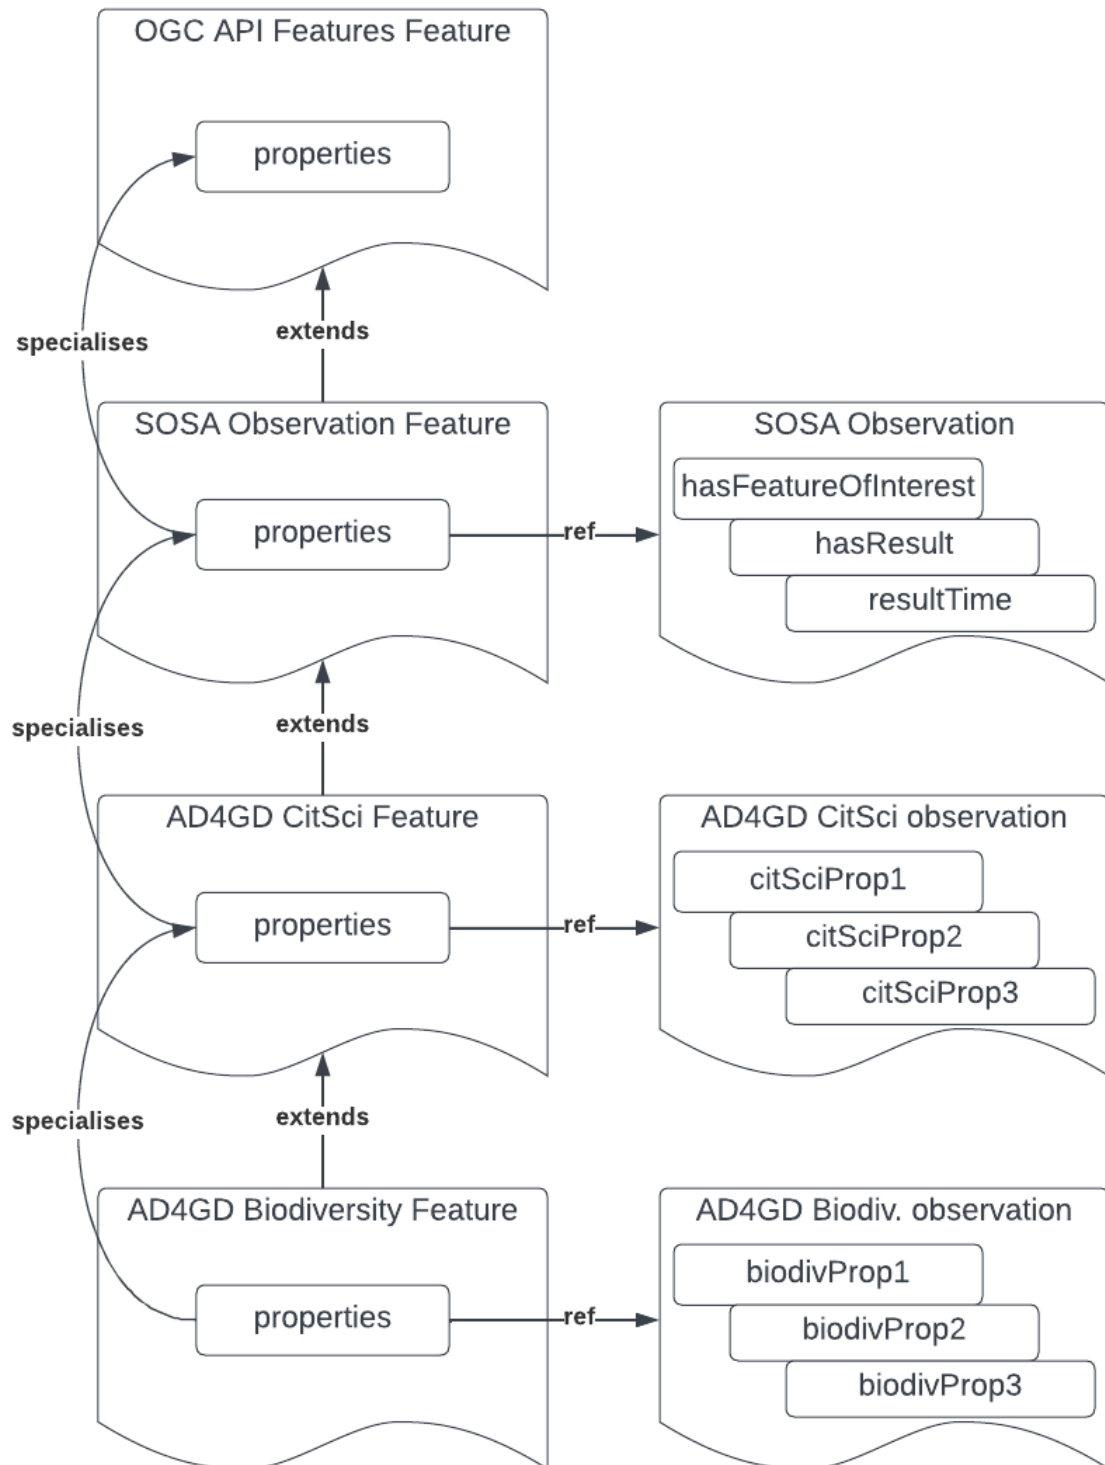 OGC API Features Feature
properties
specialises
extends
SOSA Observation Feature
properties
ref
SOSA Observation
hasFeatureOfInterest
hasResult
resultTime
specialises
extends
AD4GD CitSci Feature
properties
ref
AD4GD CitSci observation
citSciProp1
citSciProp2
citSciProp3
specialises
extends
AD4GD Biodiversity Feature
properties
ref
AD4GD Biodiv. observation
biodivProp1
biodivProp2
biodivProp3